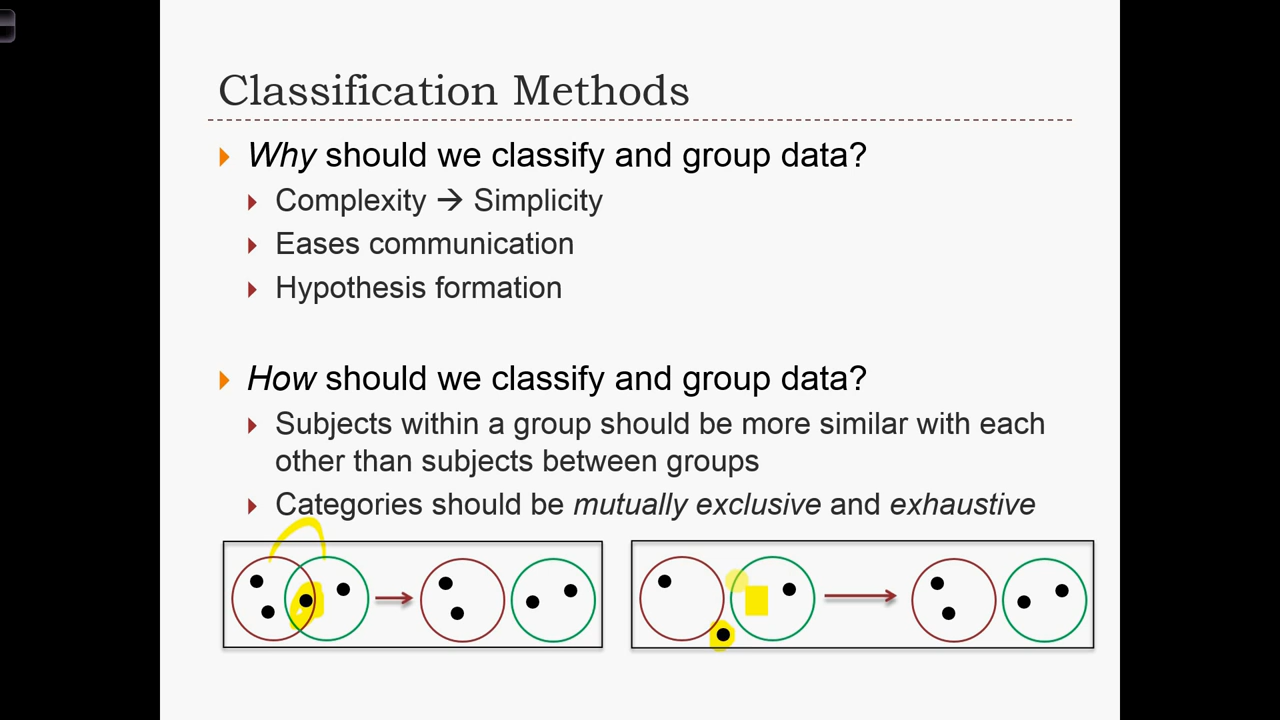 Classification Methods
Why should we classify and group data?
Complexity → Simplicity
Eases communication
Hypothesis formation
How should we classify and group data?
Subjects within a group should be more similar with each
other than subjects between groups
Categories should be mutually exclusive and exhaustive